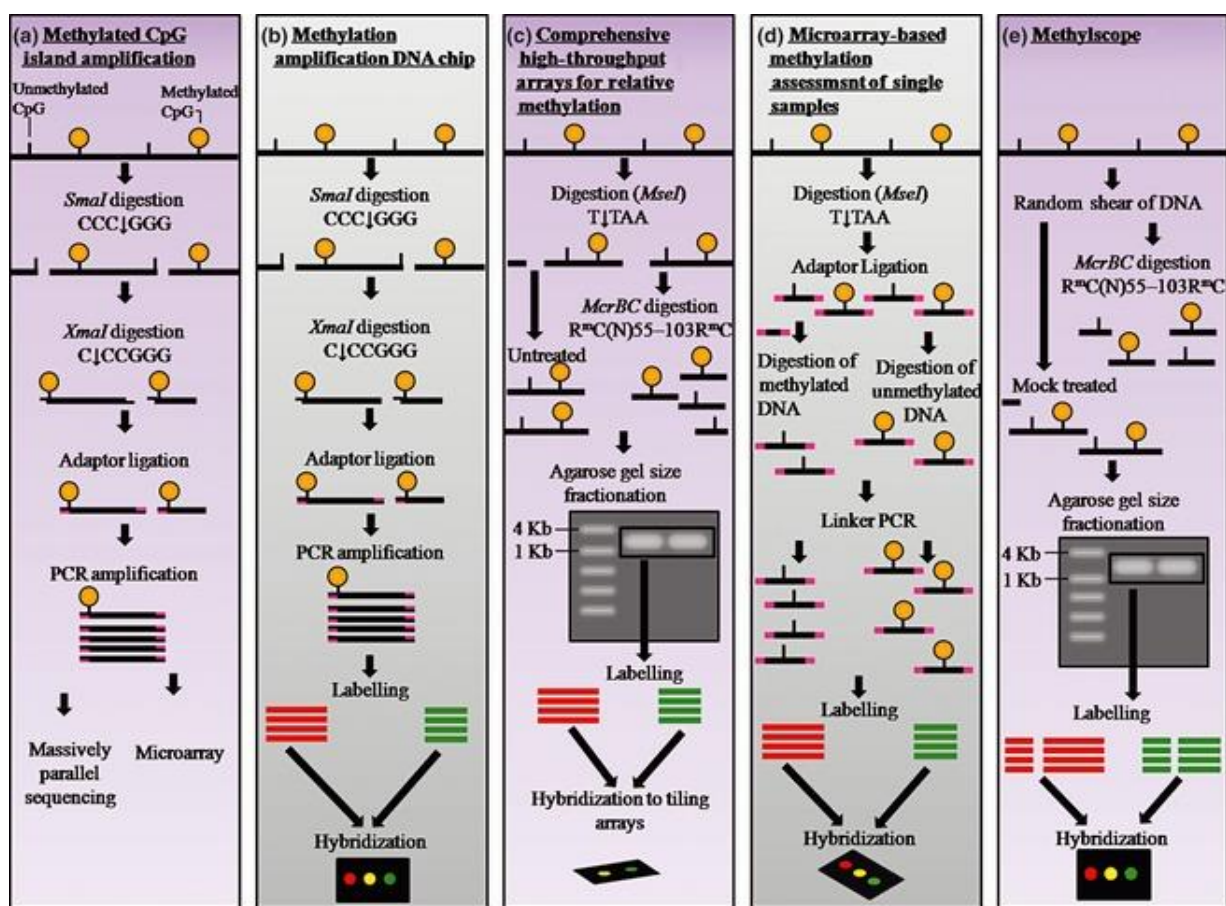 (a) Methylated CpG
island amplification
Unmethylated
CpG
Methylated
CpG
SmaI digestion
CCC↓GGG
XmaI digestion
C↓CCGGG
Adaptor ligation
PCR amplification
Massively
parallel
sequencing
Microarray
(b) Methylation
amplification DNA chip
SmaI digestion
CCC↓GGG
XmaI digestion
C↓CCGGG
Adaptor ligation
PCR amplification
Labelling
Hybridization
(c) Comprehensive
high-throughput
arrays for relative
methylation
Digestion (MseI)
T↓TAA
McrBC digestion
RᵐC(N)55–103RᵐC
Untreated
Agarose gel size
fractionation
4 Kb
1 Kb
Labelling
Hybridization to tiling
arrays
(d) Microarray-based
methylation
assessmsnt of single
samples
Digestion (MseI)
T↓TAA
Adaptor Ligation
Digestion of
methylated
DNA
Digestion of
unmethylated
DNA
Linker PCR
Labelling
Hybridization
(e) Methylscope
Random shear of DNA
McrBC digestion
RᵐC(N)55–103RᵐC
Mock treated
Agarose gel size
fractionation
4 Kb
1 Kb
Labelling
Hybridization